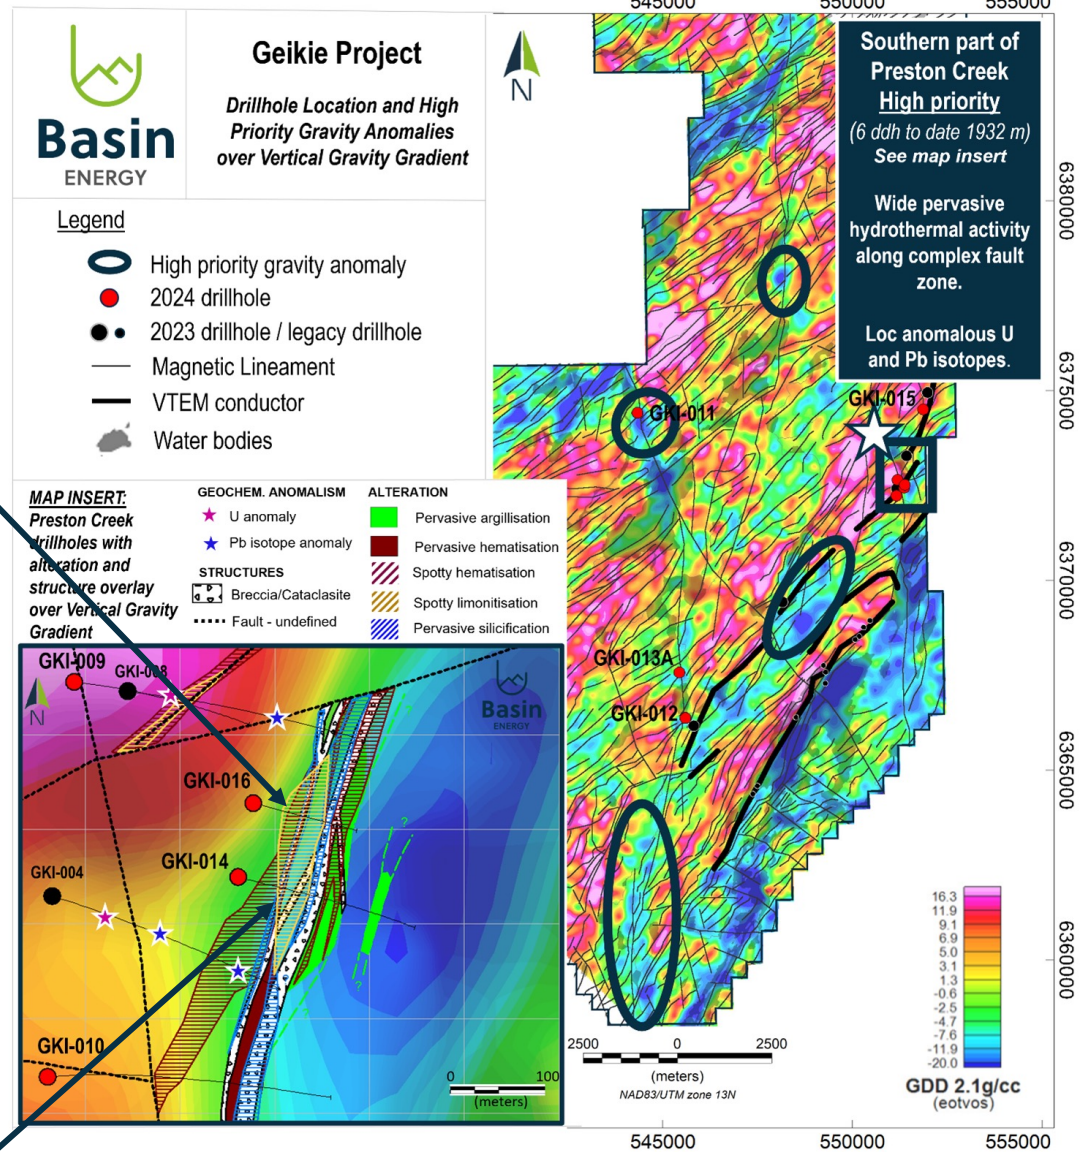 545000
550000
555000
Basin
ENERGY
Geikie Project
Drillhole Location and High
Priority Gravity Anomalies
over Vertical Gravity Gradient
N
Southern part of
Preston Creek
High priority
(6 ddh to date 1932 m)
See map insert
Wide pervasive
hydrothermal activity
along complex fault
zone.
Loc anomalous U
and Pb isotopes.
Legend
High priority gravity anomaly
2024 drillhole
2023 drillhole / legacy drillhole
Magnetic Lineament
VTEM conductor
Water bodies
6380000
6375000
6370000
6365000
6360000
GKI-015
GKI-011
GKI-013A
GKI-012
MAP INSERT:
Preston Creek
drillholes with
alteration and
structure overlay
over Vertical Gravity
Gradient
GEOCHEM. ANOMALISM
U anomaly
Pb isotope anomaly
STRUCTURES
Breccia/Cataclasite
Fault - undefined
ALTERATION
Pervasive argillisation
Pervasive hematisation
Spotty hematisation
Spotty limonitisation
Pervasive silicification
GKI-009
GKI-008
N
Basin
ENERGY
GKI-016
?
GKI-014
GKI-004
?
GKI-010
0 100
(meters)
2500 0 2500
(meters)
NAD83/UTM zone 13N
16.3
11.9
9.1
6.9
5.0
3.1
1.3
-0.6
-2.5
-4.7
-7.6
-11.9
-20.0
GDD 2.1g/cc
(eotvos)
545000
550000
555000